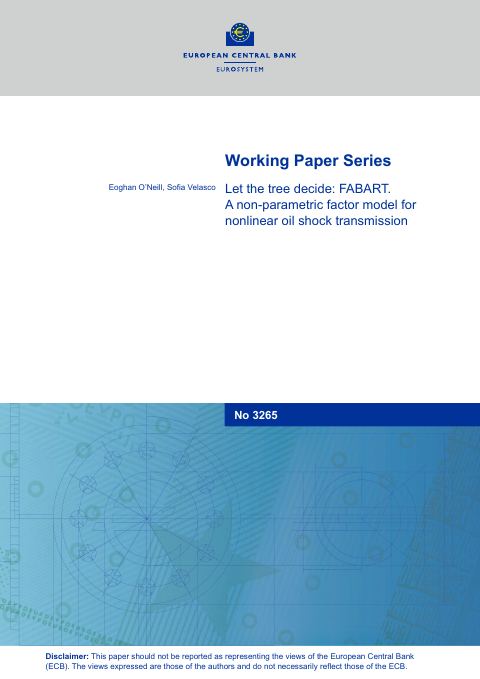 EUROPEAN CENTRAL BANK
EUROSYSTEM
Working Paper Series
Eoghan O'Neill, Sofia Velasco
Let the tree decide: FABART.
A non-parametric factor model for
nonlinear oil shock transmission
No 3265
Disclaimer: This paper should not be reported as representing the views of the European Central Bank
(ECB). The views expressed are those of the authors and do not necessarily reflect those of the ECB.